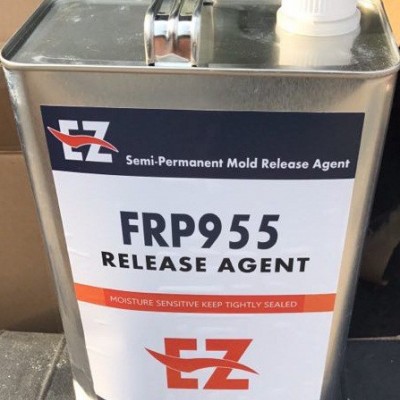 EZ Semi-Permanent Mold Release Agent
FRP955
RELEASE AGENT
MOISTURE SENSITIVE KEEP TIGHTLY SEALED
EZ